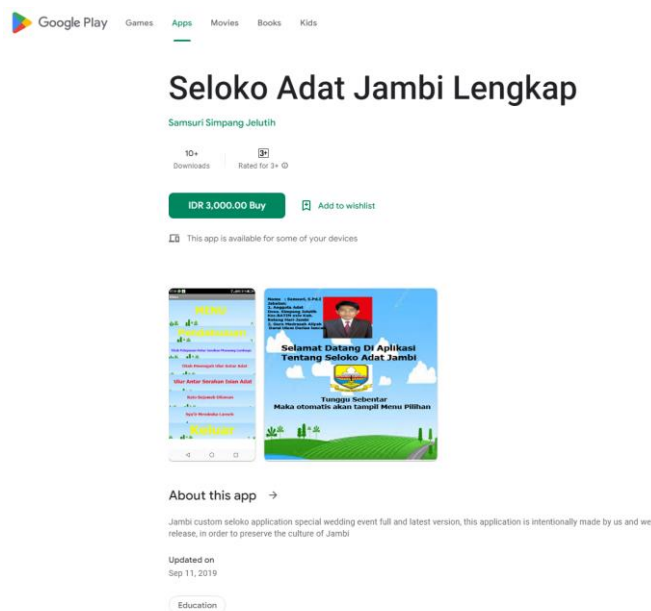 Google Play Games Apps Movies Books Kids
Seloko Adat Jambi Lengkap
Samsuri Simpang Jelutih
10+
Downloads
3+
Rated for 3+
IDR 3,000.00 Buy
Add to wishlist
This app is available for some of your devices
MENU
Ulur Antar Serahan Isian Adat
Keluar
Selamat Datang Di Aplikasi
Tentang Seloko Adat Jambi
Tunggu Sebentar
Maka otomatis akan tampil Menu Pilihan
About this app
Jambi custom seloko application special wedding event full and latest version, this application is intentionally made by us and we
release, in order to preserve the culture of Jambi
Updated on
Sep 11, 2019
Education